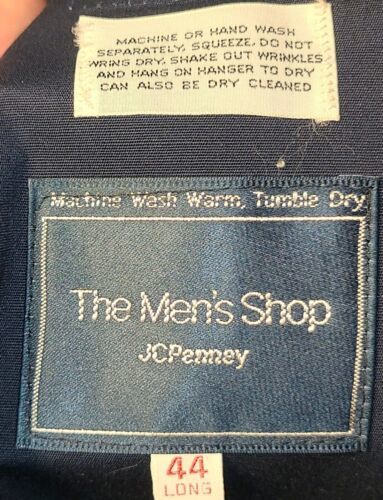 MACHINE OR HAND WASH
SEPARATELY, SQUEEZE, DO NOT
WRING DRY, SHAKE OUT WRINKLES
AND HANG ON HANGER TO DRY
CAN ALSO BE DRY CLEANED
Machine Wash Warm, Tumble Dry
The Men's Shop
JCPenney
44
LONG